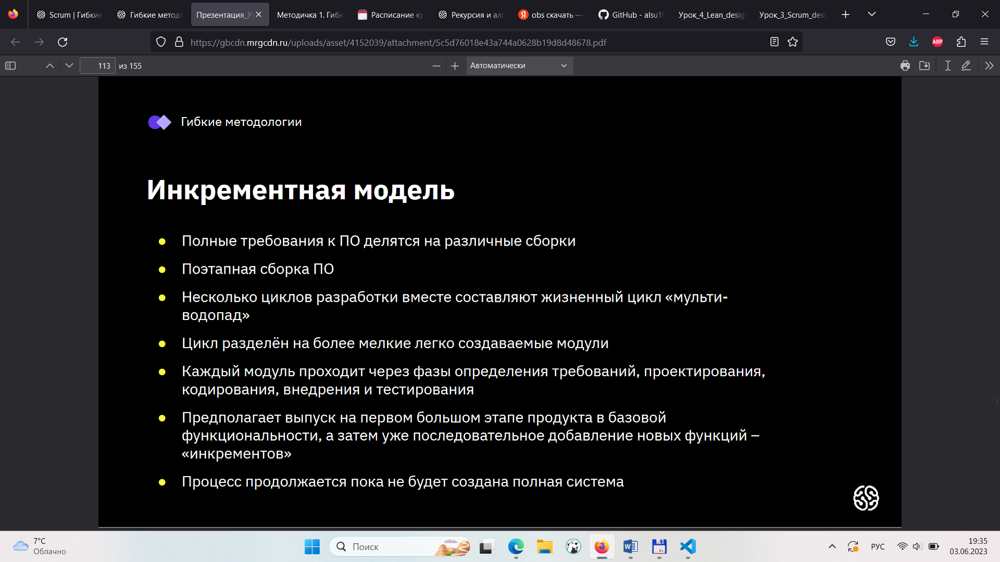 Scrum | Гибкие
Гибкие методо
Презентация_У
Методичка 1. Гибк
Расписание ку
Рекурсия и ал
obs скачать —
GitHub - alsu19
Урок_4_Lean_desig
Урок_3_Scrum_des
https://gbcdn.mrgcdn.ru/uploads/asset/4152039/attachment/5c5d76018e43a744a0628b19d8d48678.pdf
ABP
113 из 155
Автоматически
Гибкие методологии
Инкрементная модель
Полные требования к ПО делятся на различные сборки
Поэтапная сборка ПО
Несколько циклов разработки вместе составляют жизненный цикл «мульти-
водопад»
Цикл разделён на более мелкие легко создаваемые модули
Каждый модуль проходит через фазы определения требований, проектирования,
кодирования, внедрения и тестирования
Предполагает выпуск на первом большом этапе продукта в базовой
функциональности, а затем уже последовательное добавление новых функций –
«инкрементов»
Процесс продолжается пока не будет создана полная система
7°C
Облачно
Поиск
РУС
19:35
03.06.2023